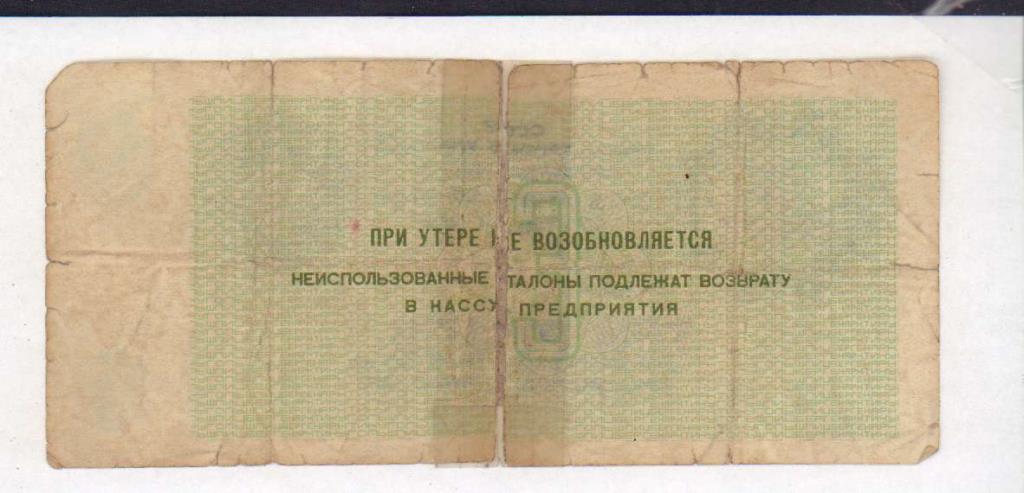 ПРИ УТЕРЕ НЕ ВОЗОБНОВЛЯЕТСЯ
НЕИСПОЛЬЗОВАННЫЕ ТАЛОНЫ ПОДЛЕЖАТ ВОЗВРАТУ
В КАССУ ПРЕДПРИЯТИЯ